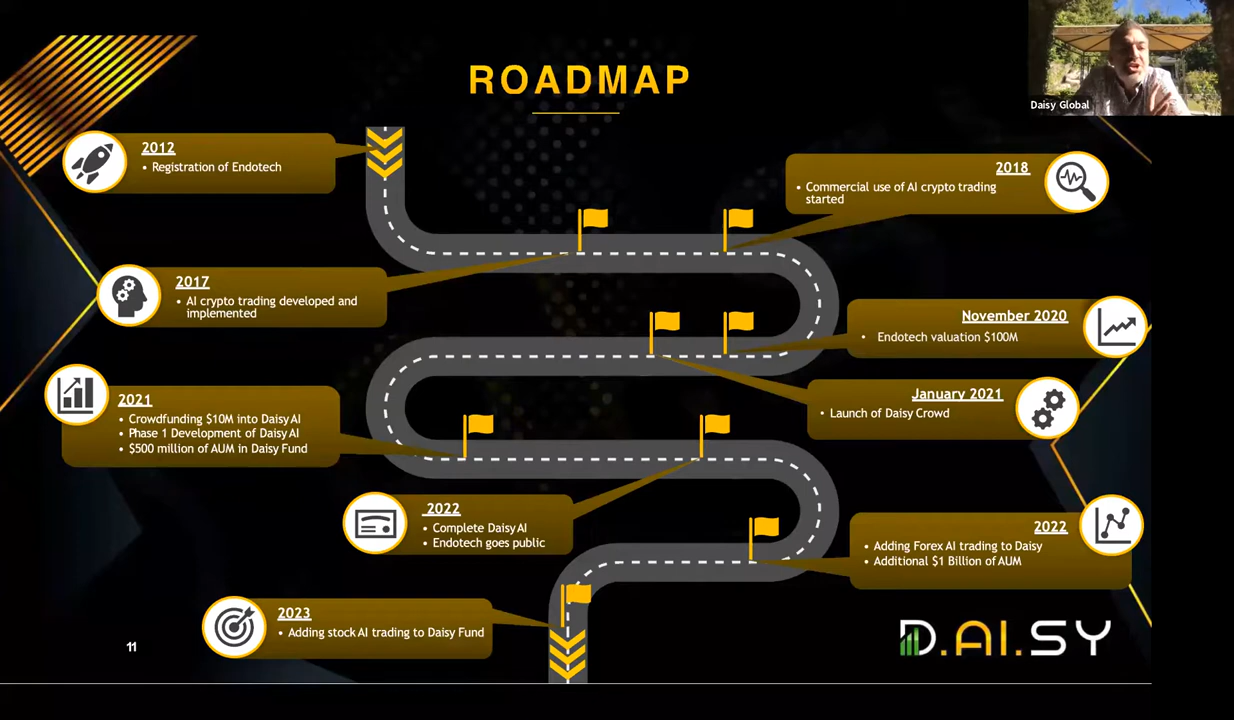 ROADMAP
Daisy Global
2012
• Registration of Endotech
2018
• Commercial use of AI crypto trading
started
2017
• AI crypto trading developed and
implemented
November 2020
• Endotech valuation $100M
January 2021
• Launch of Daisy Crowd
2021
• Crowdfunding $10M into Daisy AI
• Phase 1 Development of Daisy AI
• $500 million of AUM in Daisy Fund
2022
• Complete Daisy AI
• Endotech goes public
2022
• Adding Forex AI trading to Daisy
• Additional $1 Billion of AUM
2023
• Adding stock AI trading to Daisy Fund
11
D.AI.SY